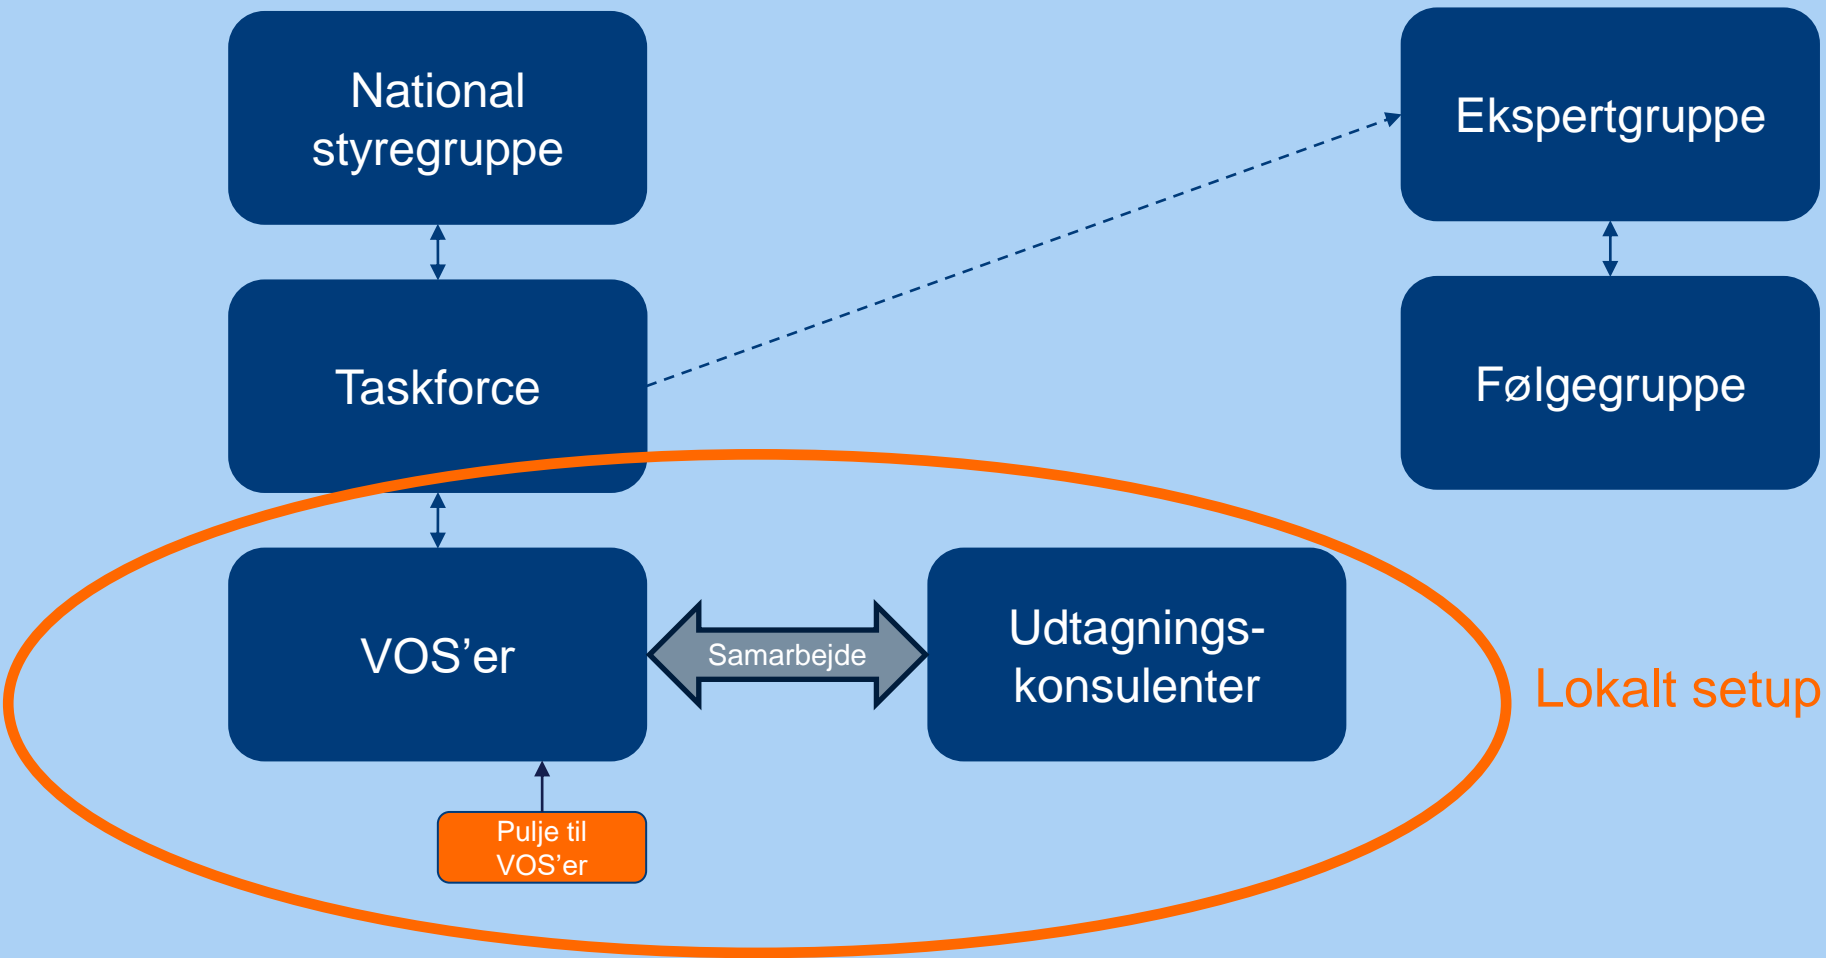 National
styregruppe
Ekspertgruppe
Taskforce
Følgegruppe
VOS’er
Samarbejde
Udtagnings-
konsulenter
Lokalt setup
Pulje til
VOS’er